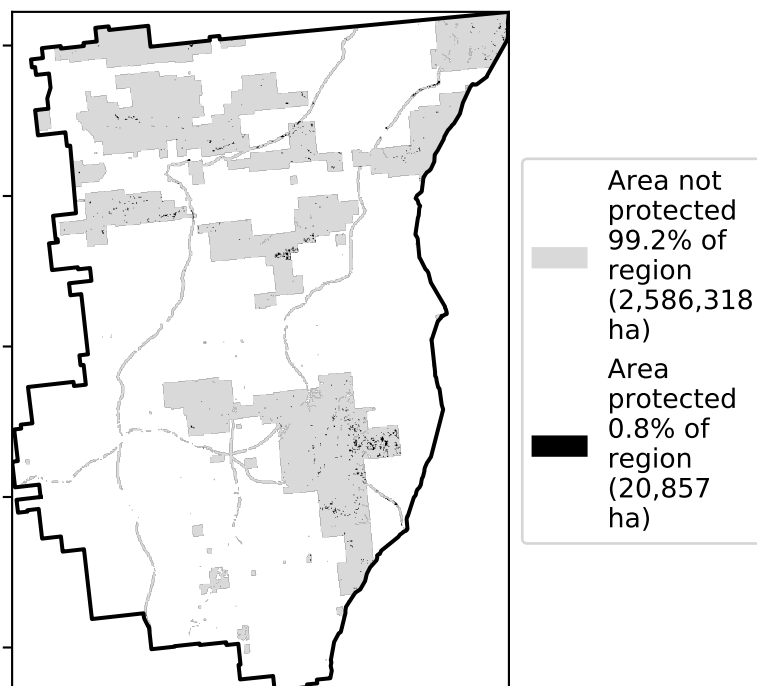 Area not
protected
99.2% of
region
(2,586,318
ha)
Area
protected
0.8% of
region
(20,857
ha)